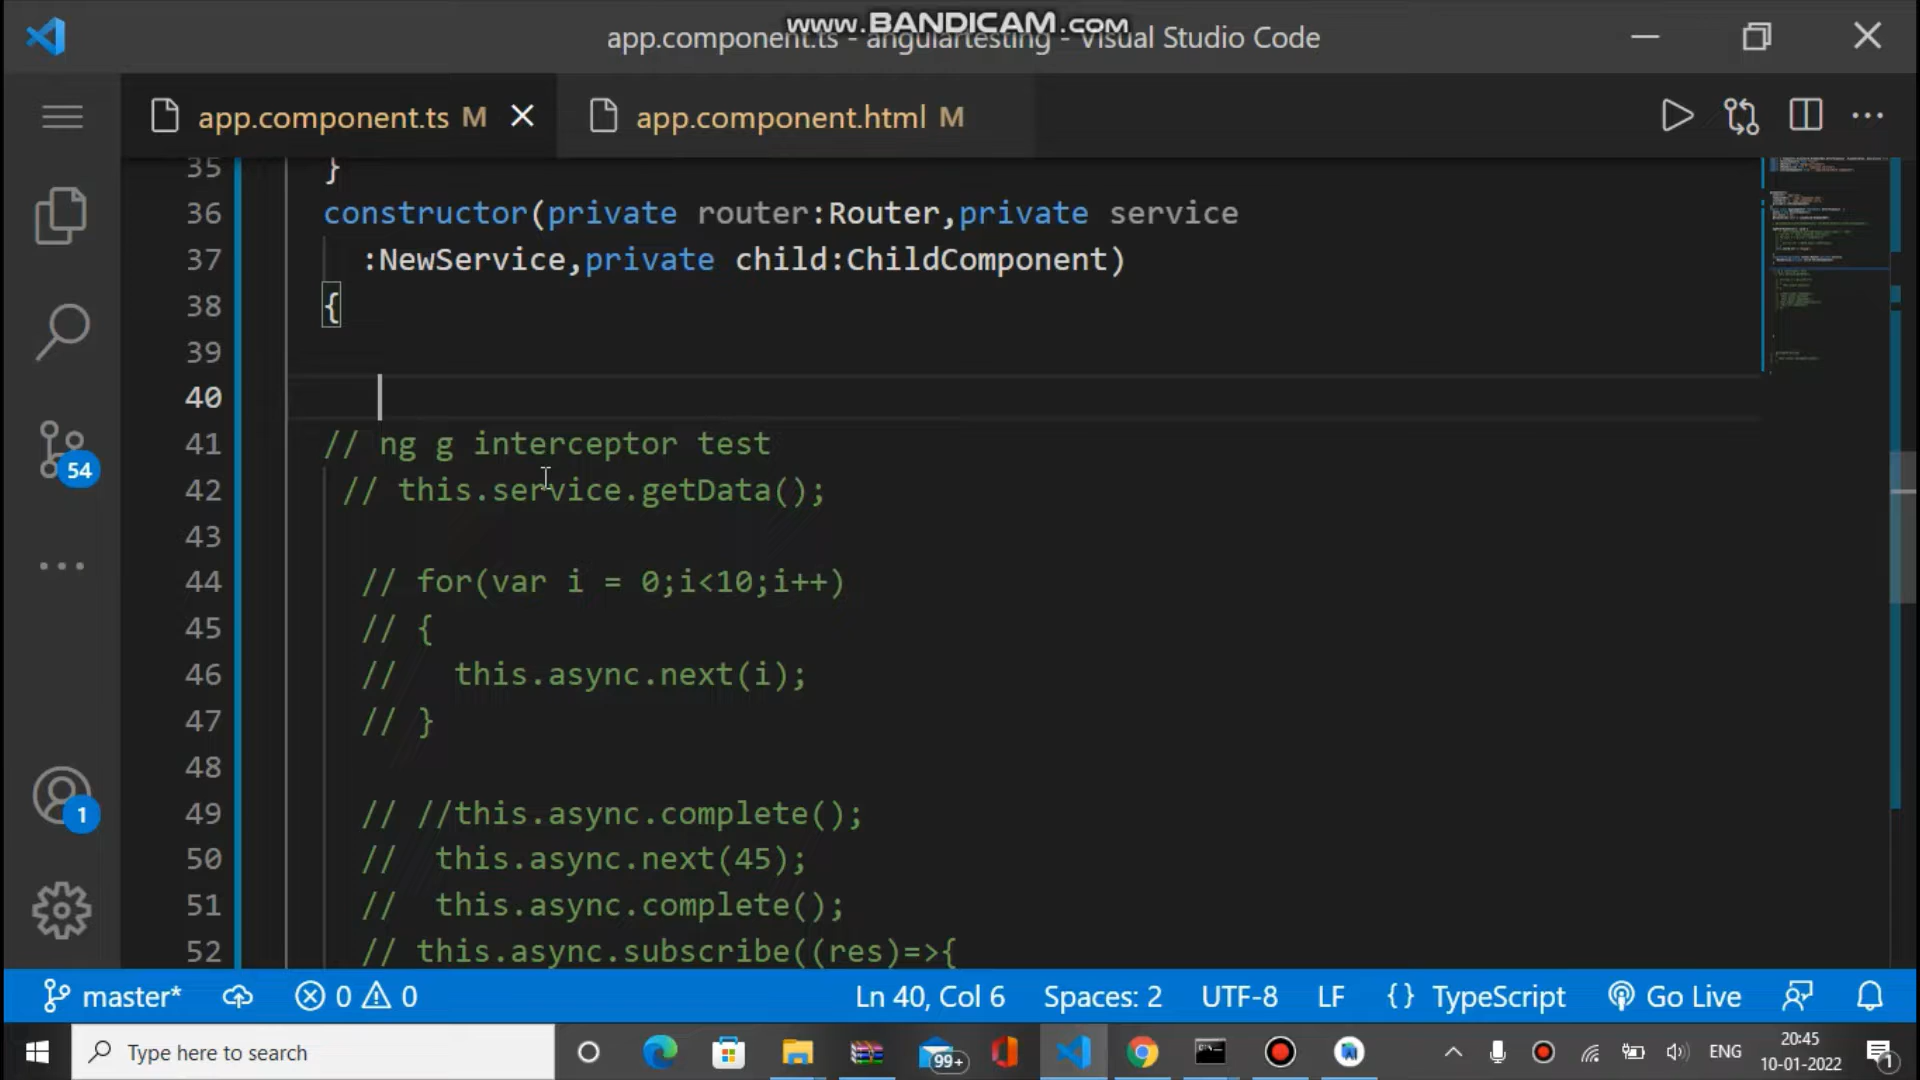 www.BANDICAM.com
app.component.ts - angulartesting - Visual Studio Code
app.component.ts M
app.component.html M
35 }
36 constructor(private router:Router,private service
37 :NewService,private child:ChildComponent)
38 {
39
40
41 // ng g interceptor test
42 // this.service.getData();
43
44 // for(var i = 0;i<10;i++)
45 // {
46 // this.async.next(i);
47 // }
48
49 // //this.async.complete();
50 // this.async.next(45);
51 // this.async.complete();
52 // this.async.subscribe((res)=>{
54
1
master* 0 0 Ln 40, Col 6 Spaces: 2 UTF-8 LF {} TypeScript Go Live
Type here to search
99+
ENG
20:45
10-01-2022
1